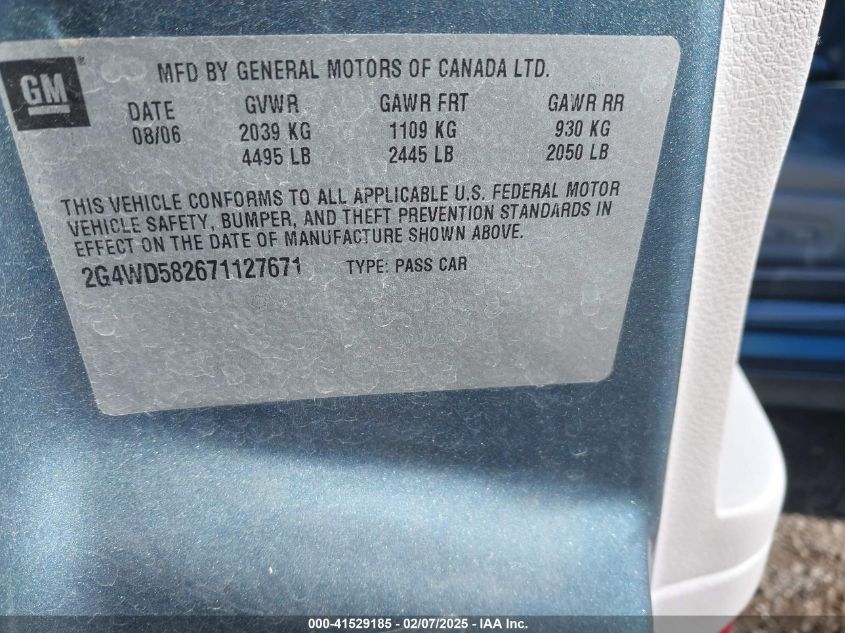 GM ®
MFD BY GENERAL MOTORS OF CANADA LTD.
DATE GVWR GAWR FRT GAWR RR
08/06 2039 KG 1109 KG 930 KG
4495 LB 2445 LB 2050 LB
THIS VEHICLE CONFORMS TO ALL APPLICABLE U.S. FEDERAL MOTOR
VEHICLE SAFETY, BUMPER, AND THEFT PREVENTION STANDARDS IN
EFFECT ON THE DATE OF MANUFACTURE SHOWN ABOVE.
2G4WD582671127671 TYPE: PASS CAR
000-41529185 - 02/07/2025 - IAA Inc.